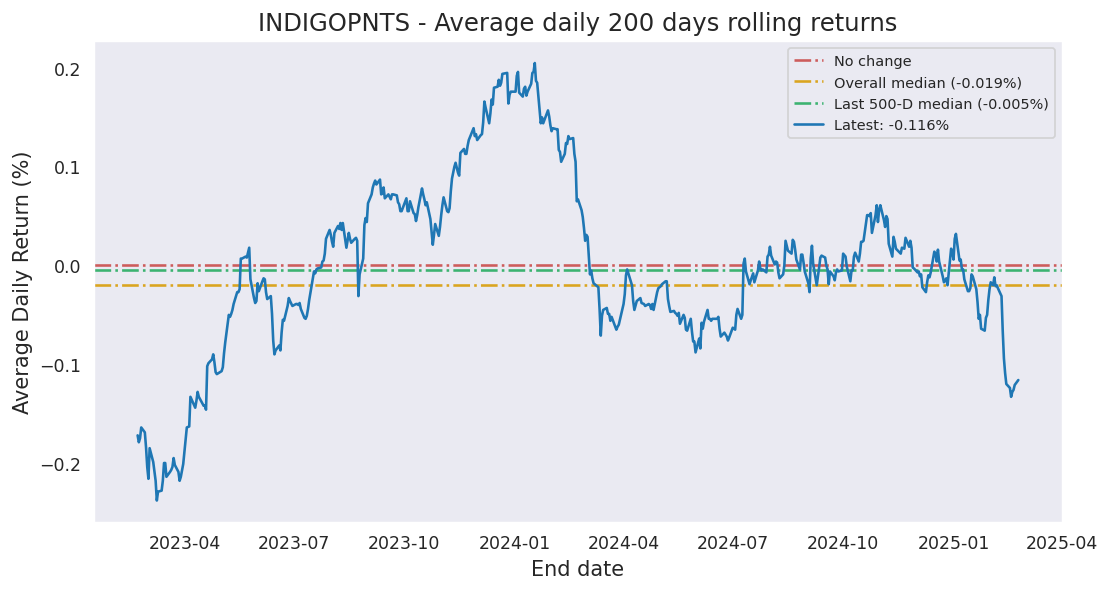 INDIGOPNTS - Average daily 200 days rolling returns
No change
Overall median (-0.019%)
Last 500-D median (-0.005%)
Latest: -0.116%
Average Daily Return (%)
0.2
0.1
0.0
−0.1
−0.2
2023-04 2023-07 2023-10 2024-01 2024-04 2024-07 2024-10 2025-01 2025-04
End date